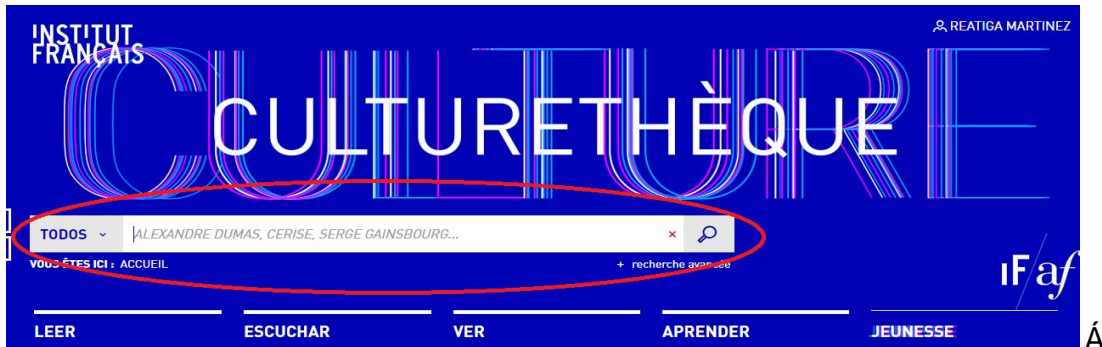 INSTITUT
FRANÇAIS
REATIGA MARTINEZ
CULTURE
CULTURETHÈQUE
TODOS
ALEXANDRE DUMAS, CERISE, SERGE GAINSBOURG...
×
VOUS ÊTES ICI : ACCUEIL
+ recherche avancée
IF/af
LEER
ESCUCHAR
VER
APRENDER
JEUNESSE
Á